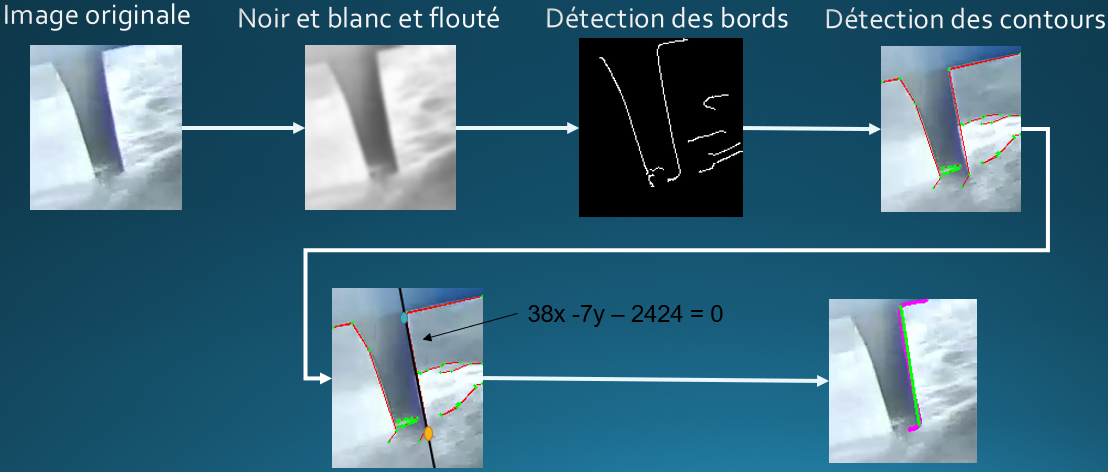 Image originale
Noir et blanc et flouté
Détection des bords
Détection des contours
38x -7y – 2424 = 0